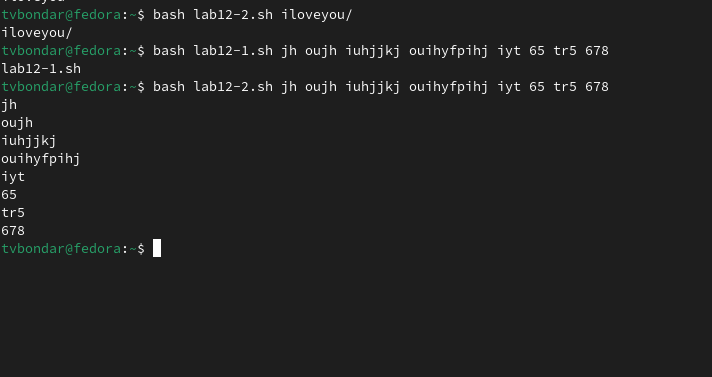 tvbondar@fedora:~$ bash lab12-2.sh iloveyou/
iloveyou/
tvbondar@fedora:~$ bash lab12-1.sh jh oujh iuhjjkj ouihyfpihj iyt 65 tr5 678
lab12-1.sh
tvbondar@fedora:~$ bash lab12-2.sh jh oujh iuhjjkj ouihyfpihj iyt 65 tr5 678
jh
oujh
iuhjjkj
ouihyfpihj
iyt
65
tr5
678
tvbondar@fedora:~$